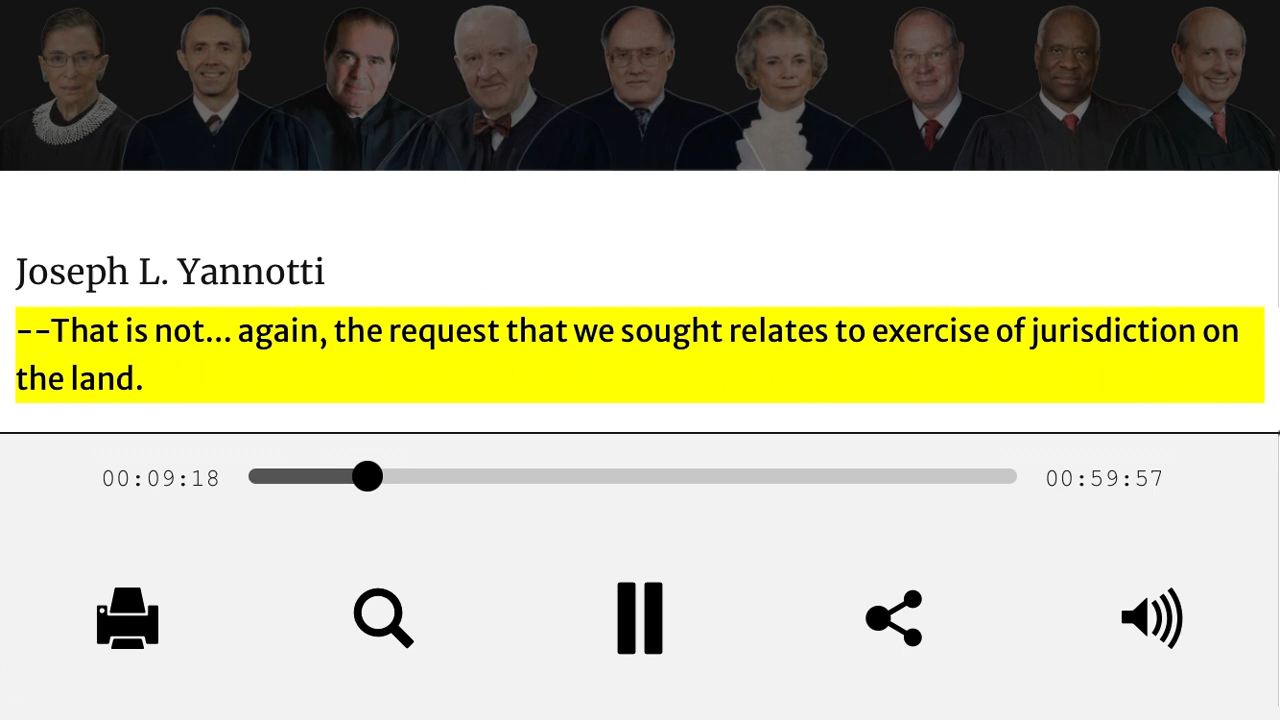 Joseph L. Yannotti
--That is not... again, the request that we sought relates to exercise of jurisdiction on
the land.
00:09:18
00:59:57